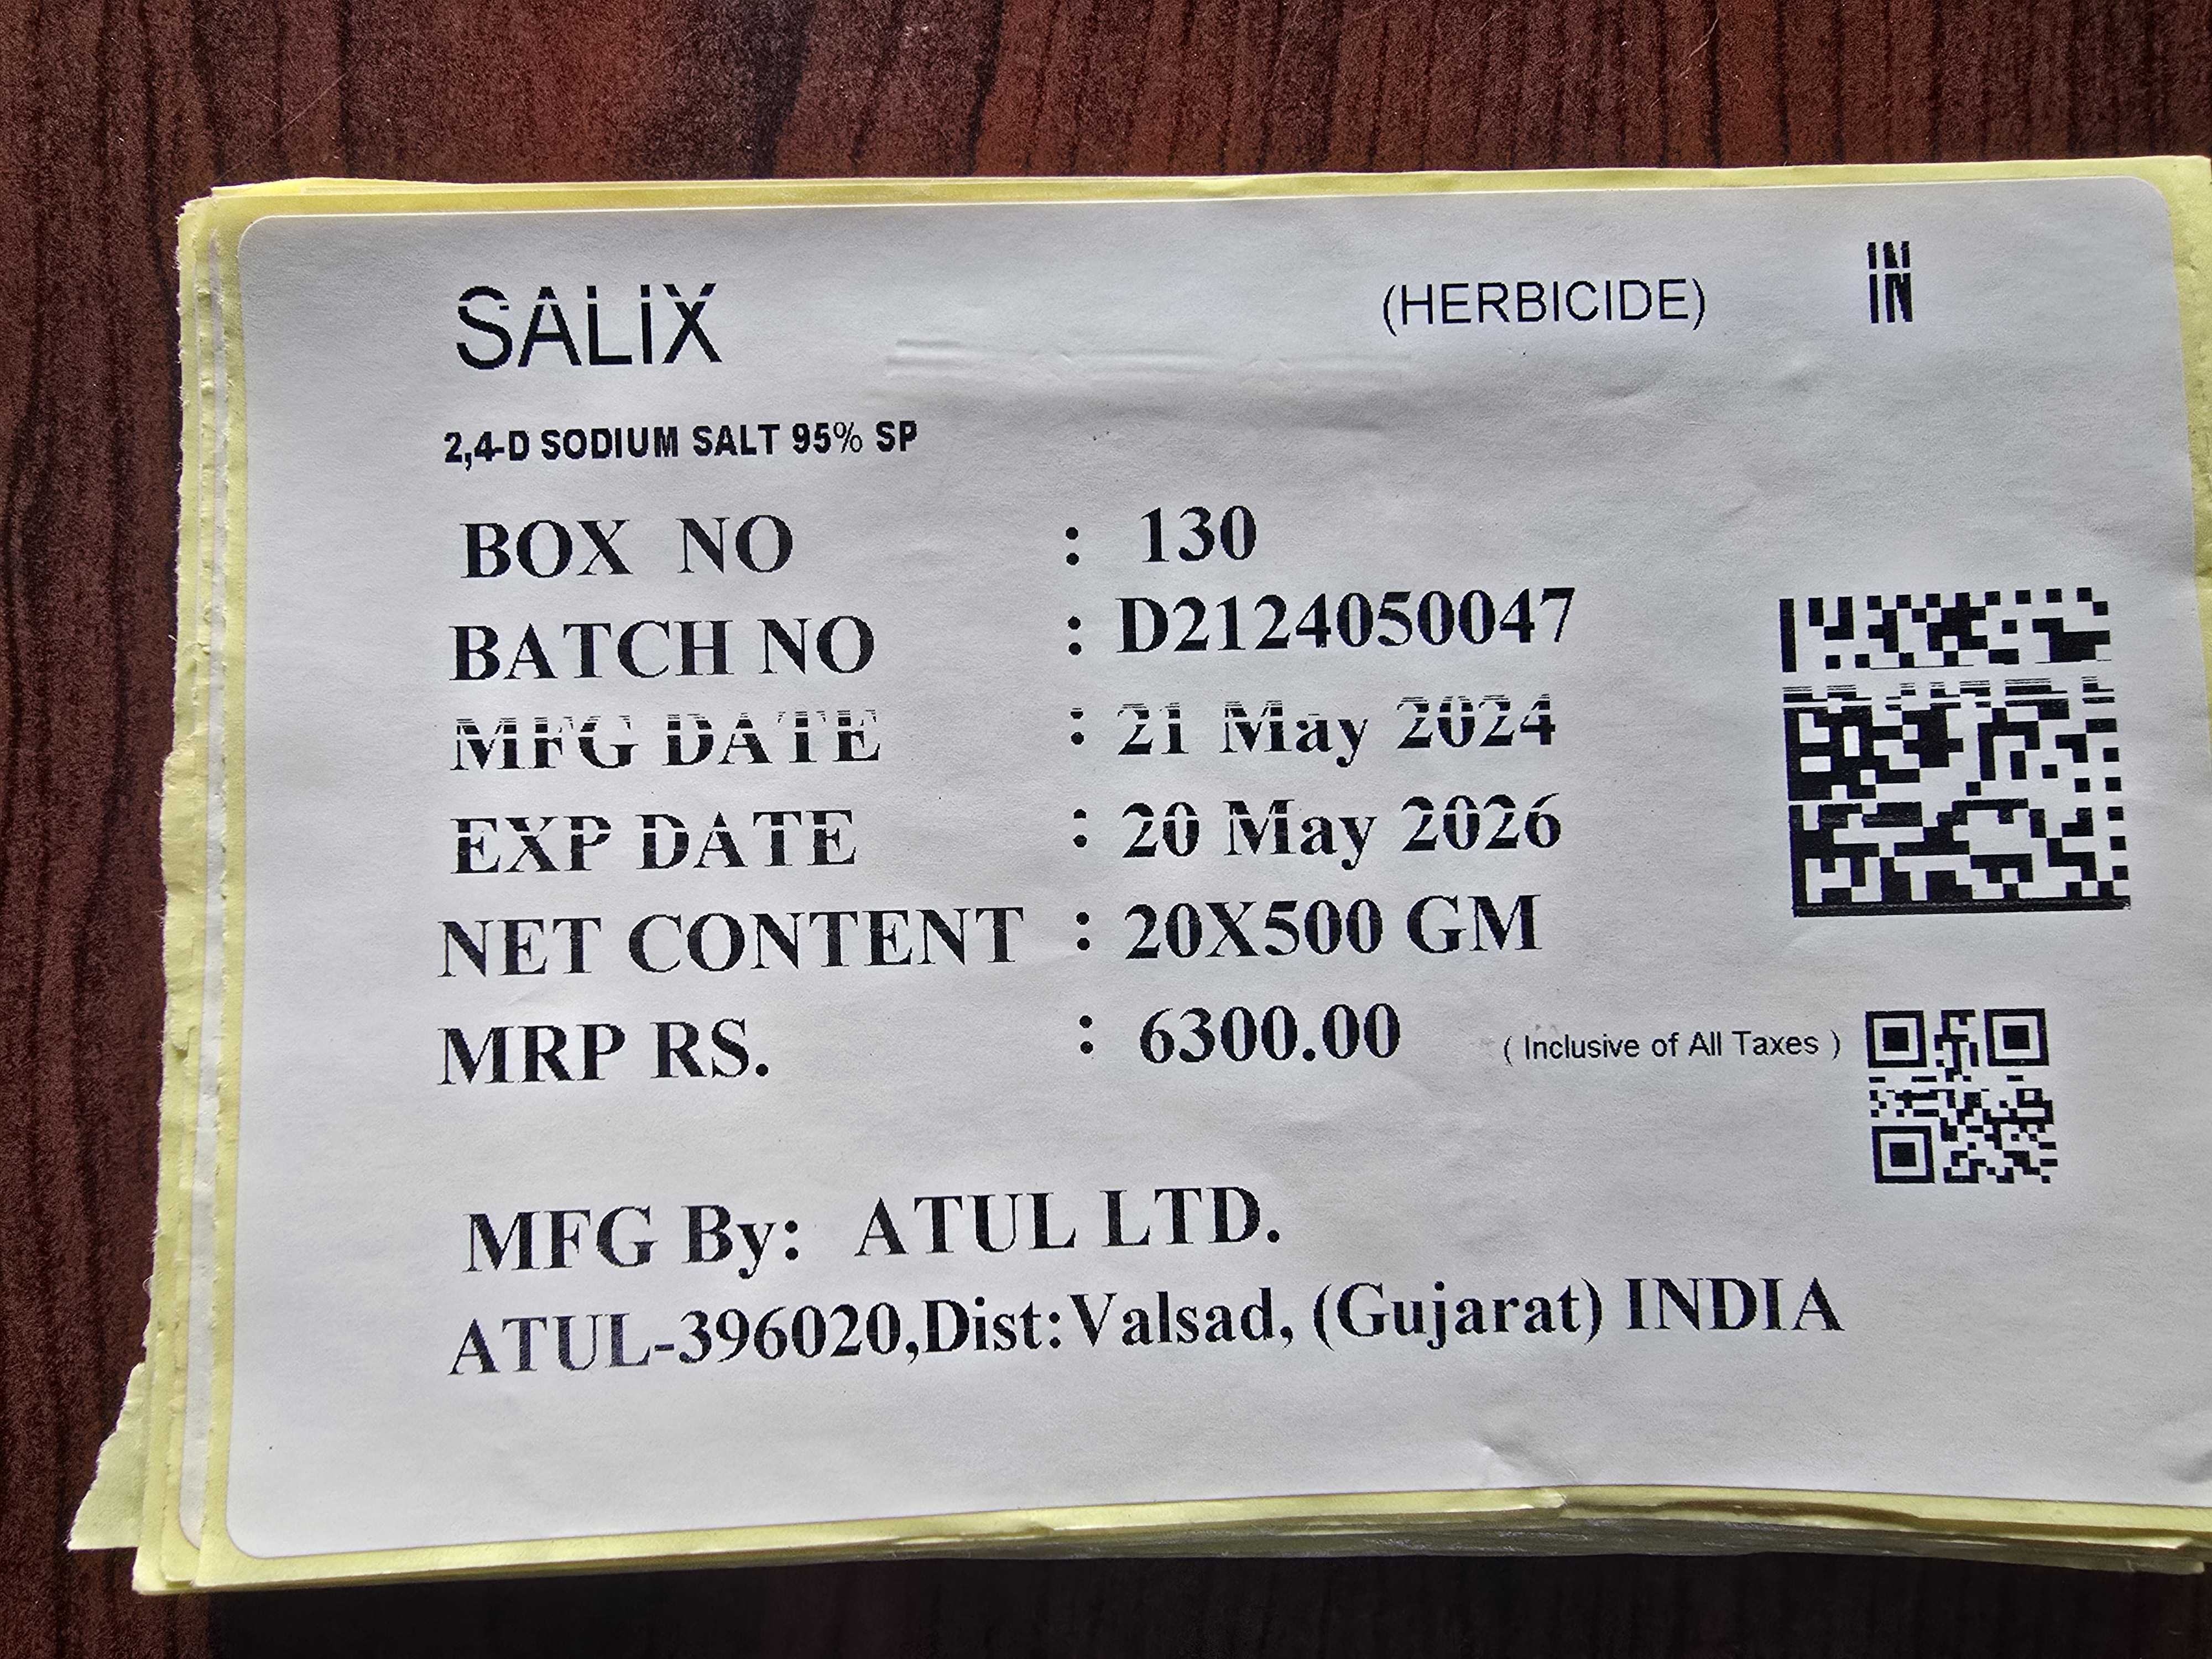 SALIX (HERBICIDE) IN
2,4-D SODIUM SALT 95% SP
BOX NO : 130
BATCH NO : D2124050047
MFG DATE : 21 May 2024
EXP DATE : 20 May 2026
NET CONTENT : 20X500 GM
MRP RS. : 6300.00 ( Inclusive of All Taxes )
MFG By: ATUL LTD.
ATUL-396020,Dist:Valsad, (Gujarat) INDIA